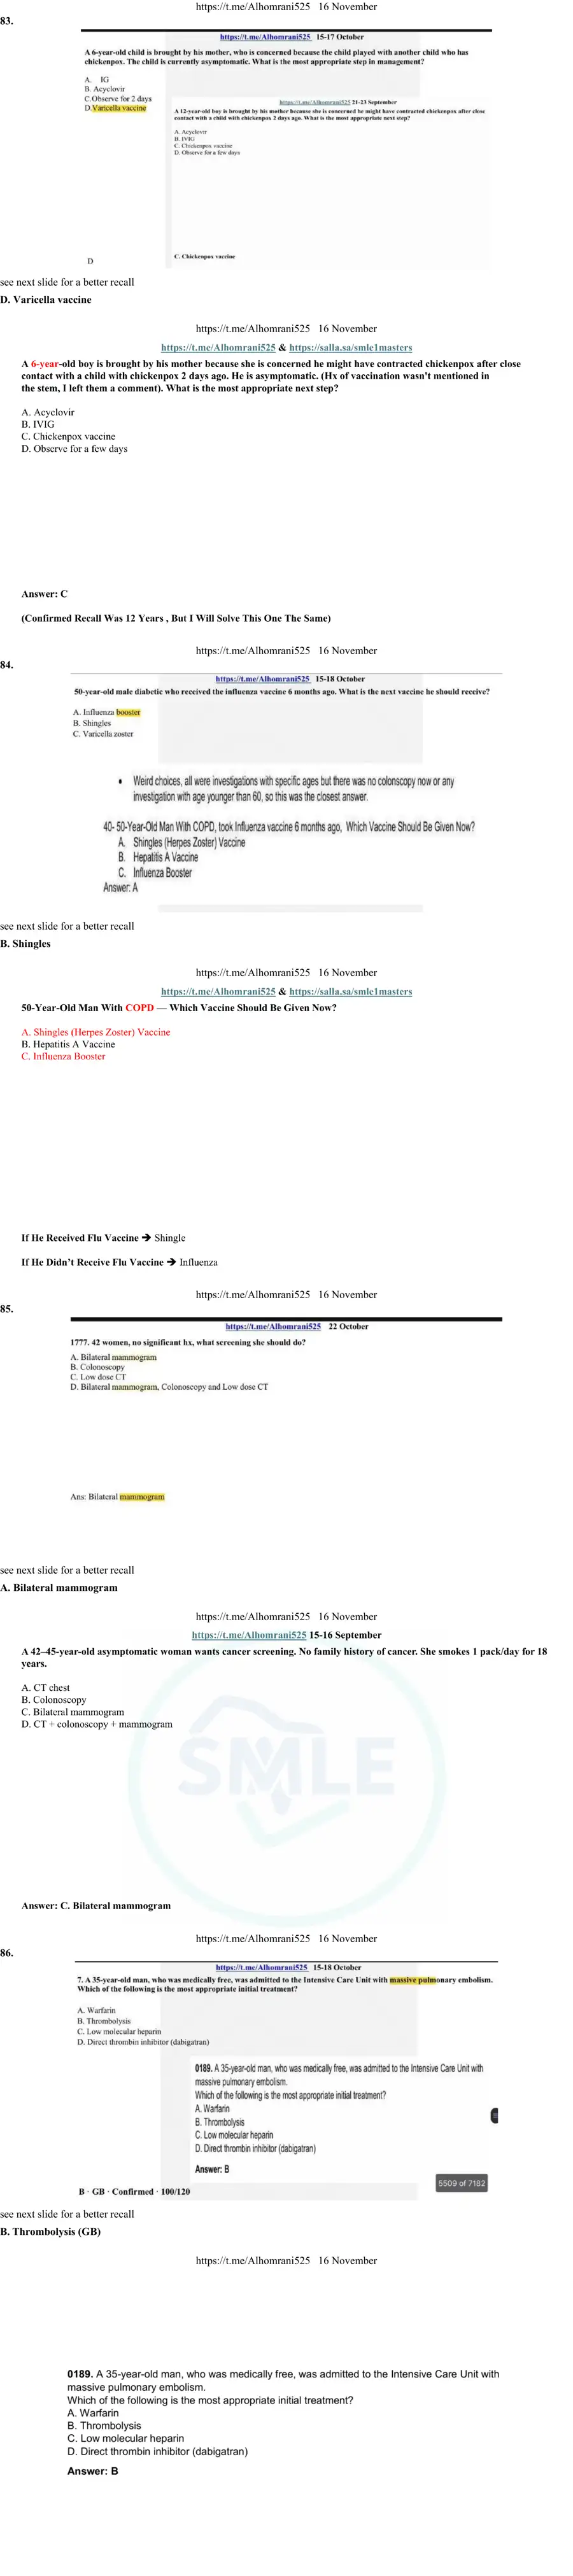 https://t.me/Alhomrani525 16 November
83.
https://t.me/Alhomrani525 15-17 October
A 6-year-old child is brought by his mother, who is concerned because the child played with another child who has
chickenpox. The child is currently asymptomatic. What is the most appropriate step in management?
A. IG
B. Acyclovir
C.Observe for 2 days
D.Varicella vaccine
https://t.me/Alhomrani525 21-23 September
A 12-year-old boy is brought by his mother because she is concerned he might have contracted chickenpox after close
contact with a child with chickenpox 2 days ago. What is the most appropriate next step?
A. Acyclovir
B. IVIG
C. Chickenpox vaccine
D. Observe for a few days
C. Chickenpox vaccine
D
see next slide for a better recall
D. Varicella vaccine
https://t.me/Alhomrani525 16 November
https://t.me/Alhomrani525 & https://salla.sa/smle1masters
A 6-year-old boy is brought by his mother because she is concerned he might have contracted chickenpox after close
contact with a child with chickenpox 2 days ago. He is asymptomatic. (Hx of vaccination wasn't mentioned in
the stem, I left them a comment). What is the most appropriate next step?
A. Acyclovir
B. IVIG
C. Chickenpox vaccine
D. Observe for a few days
Answer: C
(Confirmed Recall Was 12 Years , But I Will Solve This One The Same)
https://t.me/Alhomrani525 16 November
84.
https://t.me/Alhomrani525 15-18 October
50-year-old male diabetic who received the influenza vaccine 6 months ago. What is the next vaccine he should receive?
A. Influenza booster
B. Shingles
C. Varicella zoster
• Weird choices, all were investigations with specific ages but there was no colonscopy now or any
investigation with age younger than 60, so this was the closest answer.
40- 50-Year-Old Man With COPD, took Influenza vaccine 6 months ago, Which Vaccine Should Be Given Now?
A. Shingles (Herpes Zoster) Vaccine
B. Hepatitis A Vaccine
C. Influenza Booster
Answer: A
see next slide for a better recall
B. Shingles
https://t.me/Alhomrani525 16 November
https://t.me/Alhomrani525 & https://salla.sa/smle1masters
50-Year-Old Man With COPD — Which Vaccine Should Be Given Now?
A. Shingles (Herpes Zoster) Vaccine
B. Hepatitis A Vaccine
C. Influenza Booster
If He Received Flu Vaccine ➔ Shingle
If He Didn't Receive Flu Vaccine ➔ Influenza
https://t.me/Alhomrani525 16 November
85.
https://t.me/Alhomrani525 22 October
1777. 42 women, no significant hx, what screening she should do?
A. Bilateral mammogram
B. Colonoscopy
C. Low dose CT
D. Bilateral mammogram, Colonoscopy and Low dose CT
Ans: Bilateral mammogram
see next slide for a better recall
A. Bilateral mammogram
https://t.me/Alhomrani525 16 November
https://t.me/Alhomrani525 15-16 September
A 42–45-year-old asymptomatic woman wants cancer screening. No family history of cancer. She smokes 1 pack/day for 18
years.
A. CT chest
B. Colonoscopy
C. Bilateral mammogram
D. CT + colonoscopy + mammogram
SMLE
Answer: C. Bilateral mammogram
https://t.me/Alhomrani525 16 November
86.
https://t.me/Alhomrani525 15-18 October
7. A 35-year-old man, who was medically free, was admitted to the Intensive Care Unit with massive pulmonary embolism.
Which of the following is the most appropriate initial treatment?
A. Warfarin
B. Thrombolysis
C. Low molecular heparin
D. Direct thrombin inhibitor (dabigatran)
0189. A 35-year-old man, who was medically free, was admitted to the Intensive Care Unit with
massive pulmonary embolism.
Which of the following is the most appropriate initial treatment?
A. Warfarin
B. Thrombolysis
C. Low molecular heparin
D. Direct thrombin inhibitor (dabigatran)
Answer: B
5509 of 7182
B · GB · Confirmed · 100/120
see next slide for a better recall
B. Thrombolysis (GB)
https://t.me/Alhomrani525 16 November
0189. A 35-year-old man, who was medically free, was admitted to the Intensive Care Unit with
massive pulmonary embolism.
Which of the following is the most appropriate initial treatment?
A. Warfarin
B. Thrombolysis
C. Low molecular heparin
D. Direct thrombin inhibitor (dabigatran)
Answer: B